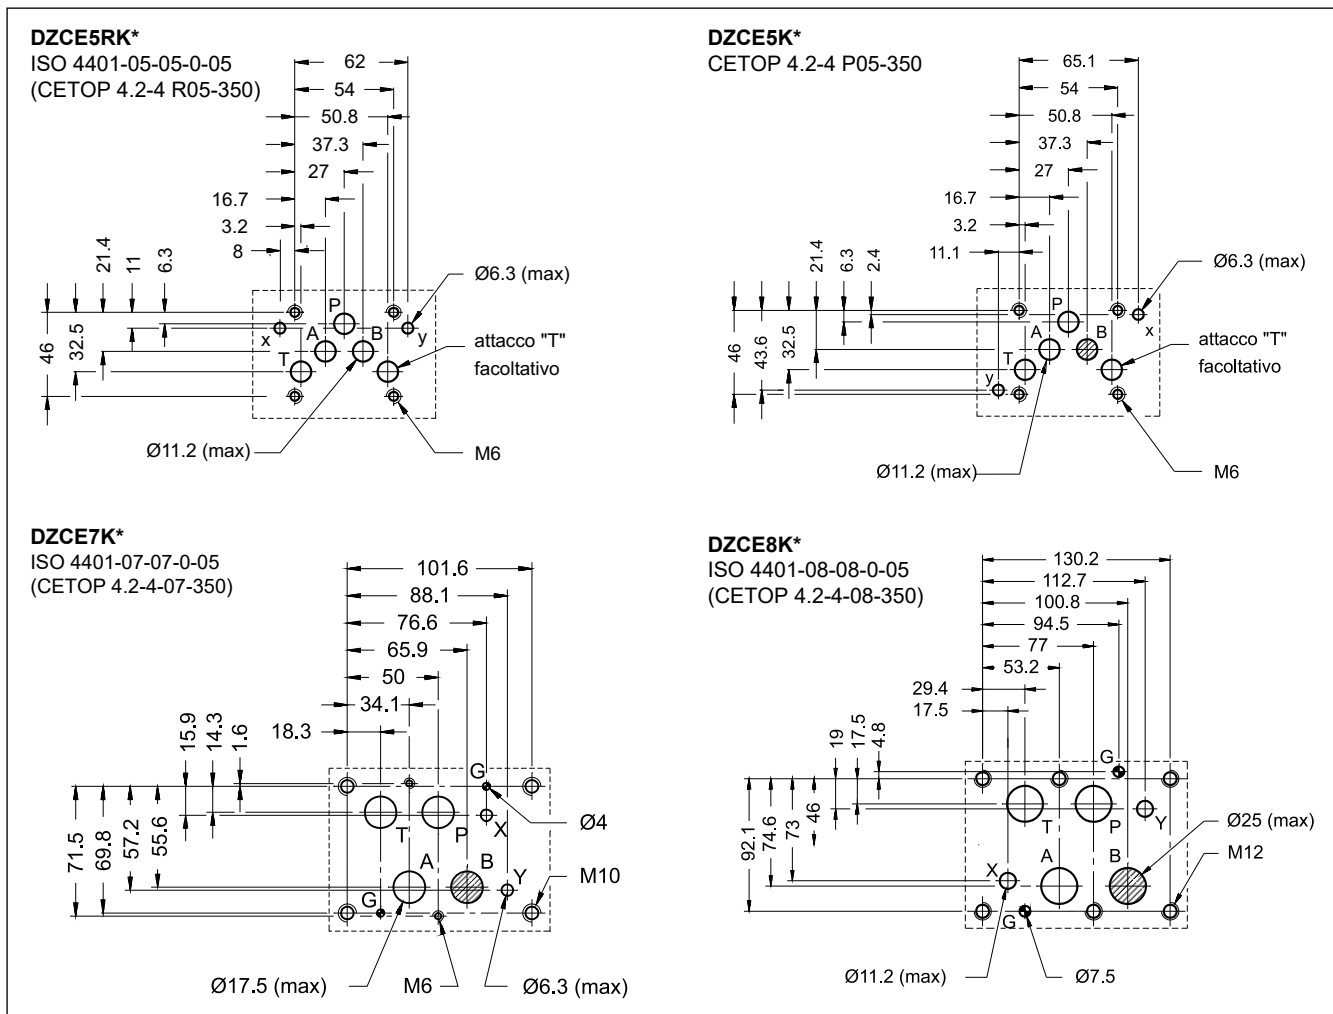 DZCE5RK*
ISO 4401-05-05-0-05
(CETOP 4.2-4 R05-350)
62
54
50.8
37.3
27
16.7
3.2
8
21.4
11
6.3
46
32.5
Ø6.3 (max)
P
x
A
B
y
T
attacco "T"
facoltativo
Ø11.2 (max)
M6
DZCE5K*
CETOP 4.2-4 P05-350
65.1
54
50.8
37.3
27
16.7
3.2
11.1
21.4
6.3
2.4
46
43.6
32.5
Ø6.3 (max)
P
x
A
B
T
y
attacco "T"
facoltativo
Ø11.2 (max)
M6
DZCE7K*
ISO 4401-07-07-0-05
(CETOP 4.2-4-07-350)
101.6
88.1
76.6
65.9
50
34.1
18.3
15.9
14.3
1.6
71.5
69.8
57.2
55.6
G
T
P
X
Ø4
A
B
Y
M10
G
Ø17.5 (max)
M6
Ø6.3 (max)
DZCE8K*
ISO 4401-08-08-0-05
(CETOP 4.2-4-08-350)
130.2
112.7
100.8
94.5
77
53.2
29.4
17.5
19
17.5
4.8
92.1
74.6
73
46
G
T
P
Y
Ø25 (max)
X
A
B
M12
G
Ø11.2 (max)
Ø7.5